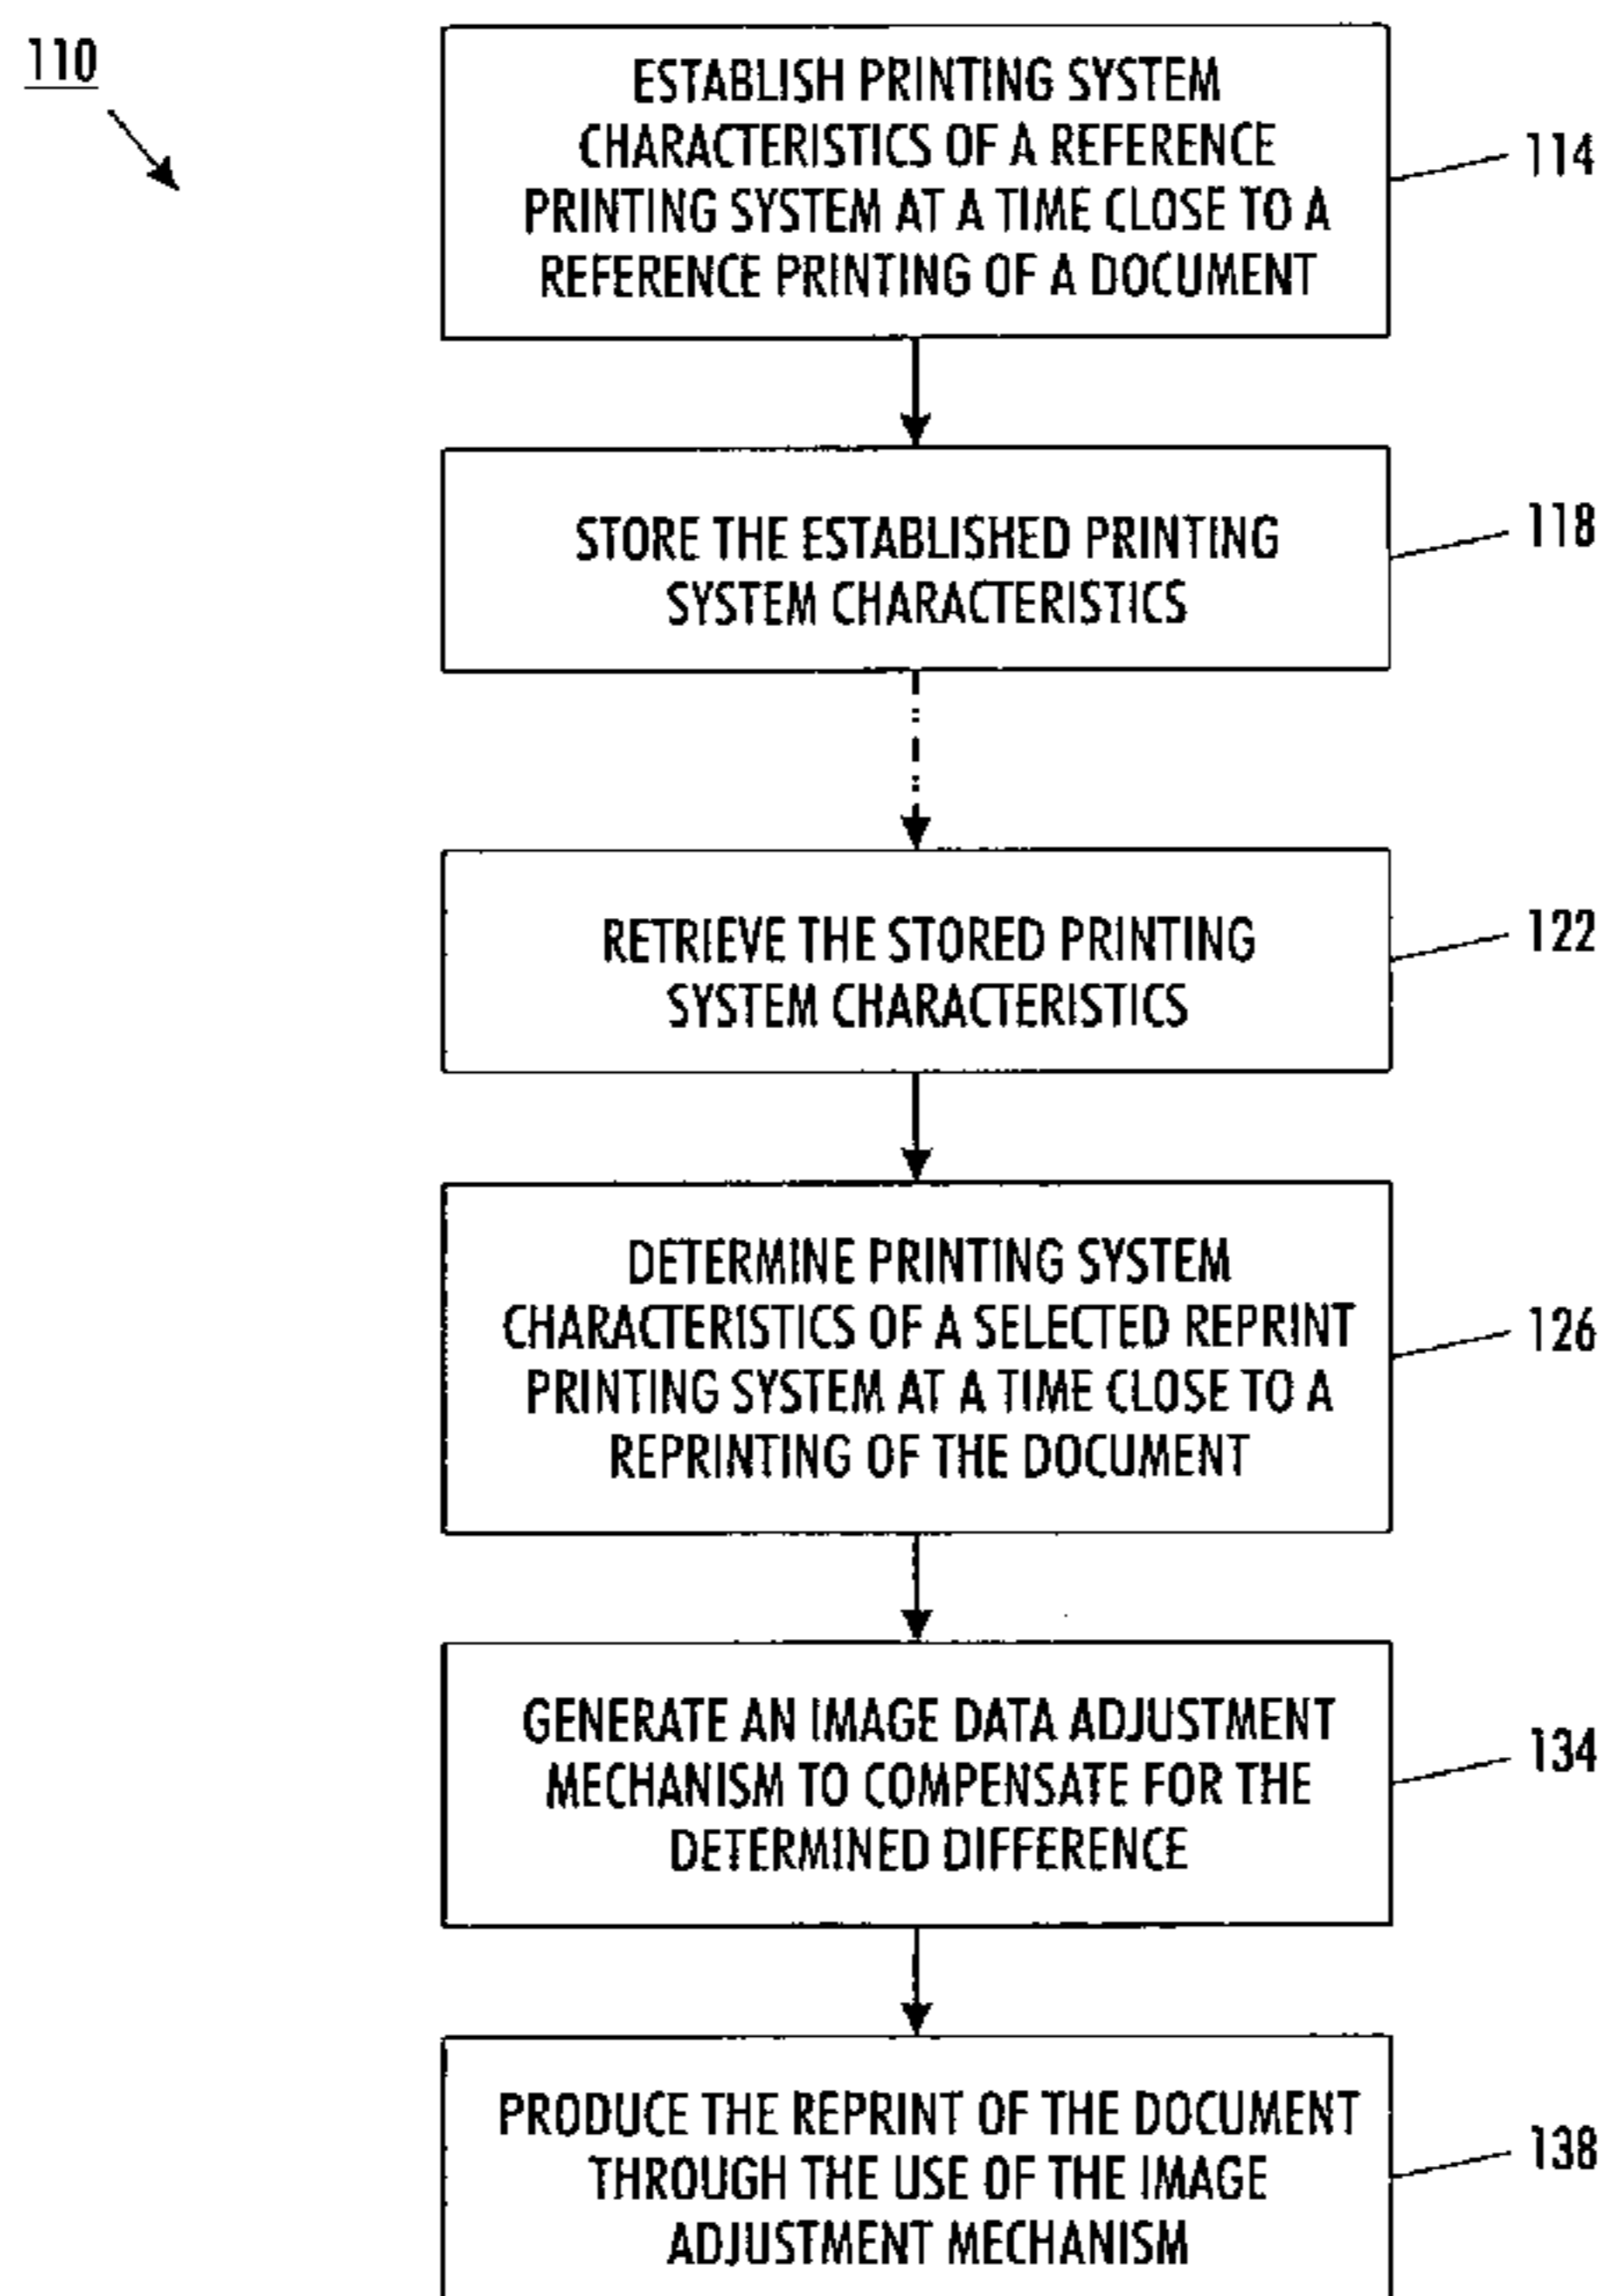 110
ESTABLISH PRINTING SYSTEM
CHARACTERISTICS OF A REFERENCE
PRINTING SYSTEM AT A TIME CLOSE TO A
REFERENCE PRINTING OF A DOCUMENT
114
STORE THE ESTABLISHED PRINTING
SYSTEM CHARACTERISTICS
118
RETRIEVE THE STORED PRINTING
SYSTEM CHARACTERISTICS
122
DETERMINE PRINTING SYSTEM
CHARACTERISTICS OF A SELECTED REPRINT
PRINTING SYSTEM AT A TIME CLOSE TO A
REPRINTING OF THE DOCUMENT
126
GENERATE AN IMAGE DATA ADJUSTMENT
MECHANISM TO COMPENSATE FOR THE
DETERMINED DIFFERENCE
134
PRODUCE THE REPRINT OF THE DOCUMENT
THROUGH THE USE OF THE IMAGE
ADJUSTMENT MECHANISM
138